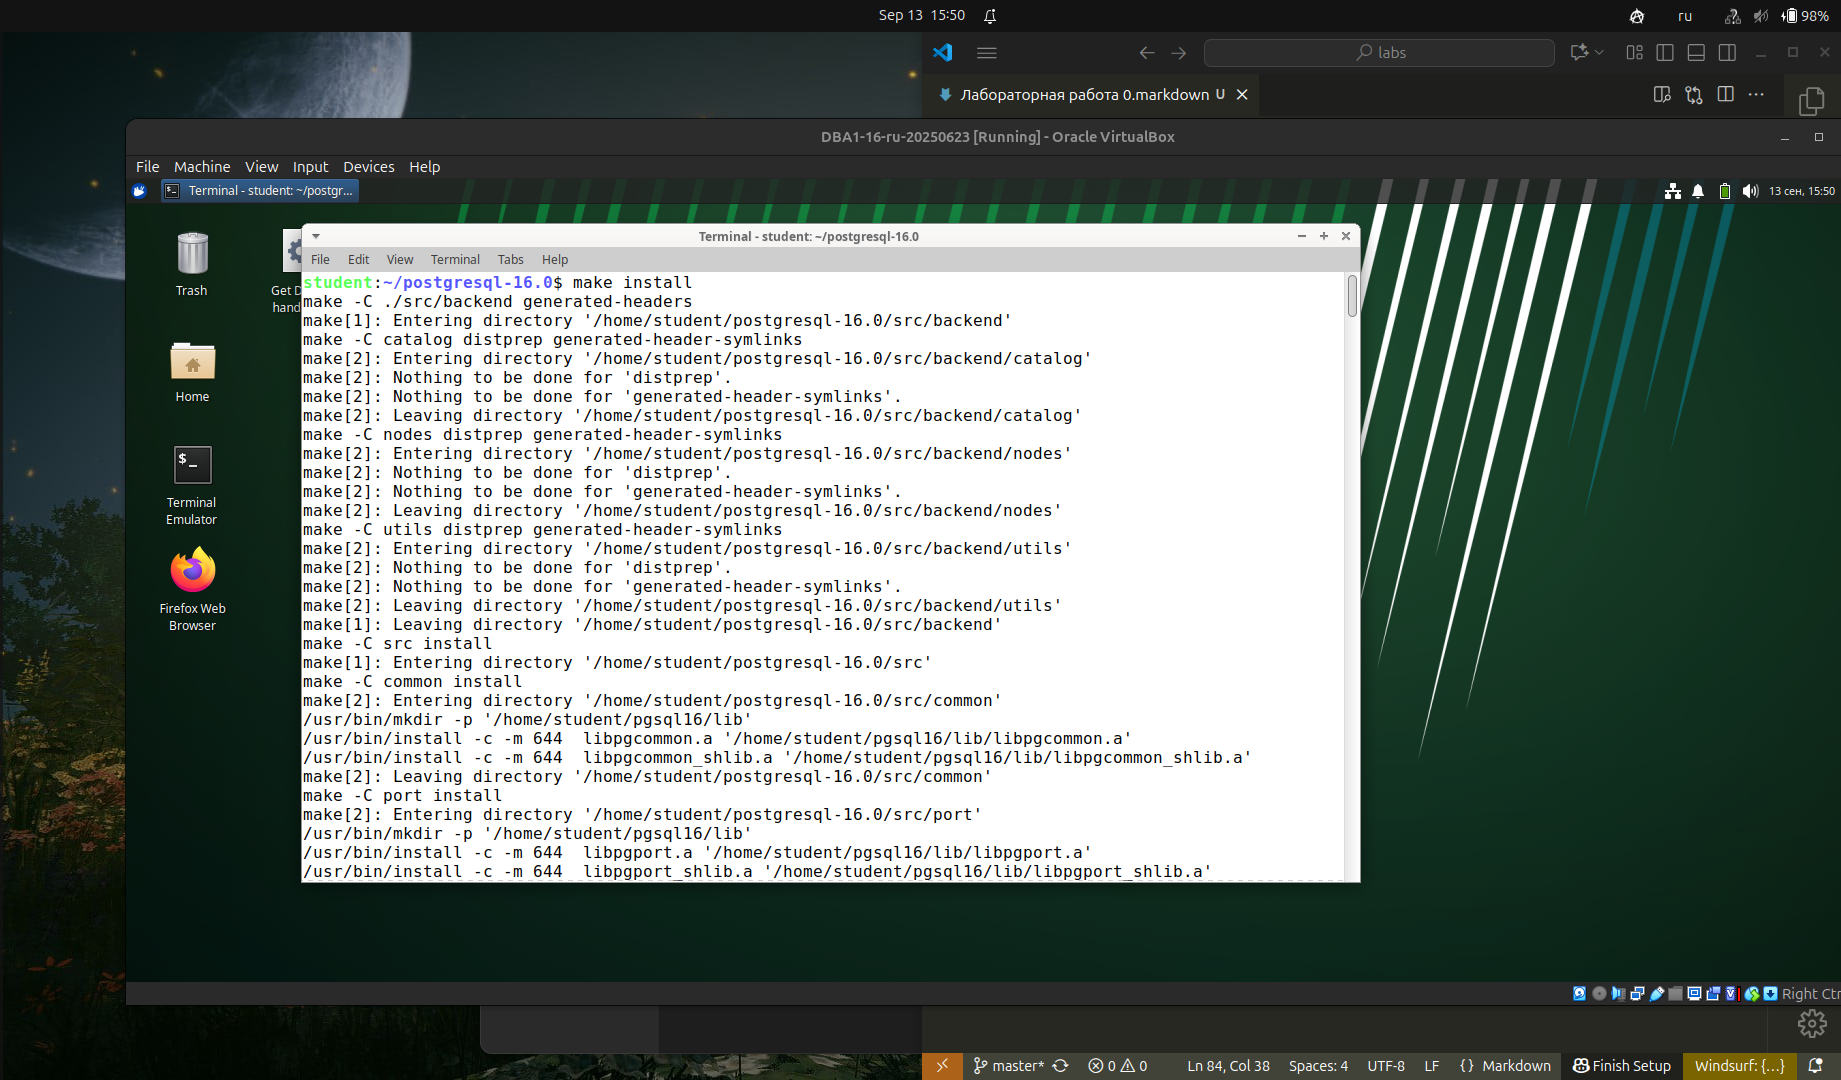 Sep 13 15:50
ru
98%
labs
Лабораторная работа 0.markdown U
DBA1-16-ru-20250623 [Running] - Oracle VirtualBox
File Machine View Input Devices Help
Terminal - student: ~/postgr...
13 сен, 15:50
Trash
Home
Terminal
Emulator
Firefox Web
Browser
Get D
hand
Terminal - student: ~/postgresql-16.0
File Edit View Terminal Tabs Help
student:~/postgresql-16.0$ make install
make -C ./src/backend generated-headers
make[1]: Entering directory '/home/student/postgresql-16.0/src/backend'
make -C catalog distprep generated-header-symlinks
make[2]: Entering directory '/home/student/postgresql-16.0/src/backend/catalog'
make[2]: Nothing to be done for 'distprep'.
make[2]: Nothing to be done for 'generated-header-symlinks'.
make[2]: Leaving directory '/home/student/postgresql-16.0/src/backend/catalog'
make -C nodes distprep generated-header-symlinks
make[2]: Entering directory '/home/student/postgresql-16.0/src/backend/nodes'
make[2]: Nothing to be done for 'distprep'.
make[2]: Nothing to be done for 'generated-header-symlinks'.
make[2]: Leaving directory '/home/student/postgresql-16.0/src/backend/nodes'
make -C utils distprep generated-header-symlinks
make[2]: Entering directory '/home/student/postgresql-16.0/src/backend/utils'
make[2]: Nothing to be done for 'distprep'.
make[2]: Nothing to be done for 'generated-header-symlinks'.
make[2]: Leaving directory '/home/student/postgresql-16.0/src/backend/utils'
make[1]: Leaving directory '/home/student/postgresql-16.0/src/backend'
make -C src install
make[1]: Entering directory '/home/student/postgresql-16.0/src'
make -C common install
make[2]: Entering directory '/home/student/postgresql-16.0/src/common'
/usr/bin/mkdir -p '/home/student/pgsql16/lib'
/usr/bin/install -c -m 644  libpgcommon.a '/home/student/pgsql16/lib/libpgcommon.a'
/usr/bin/install -c -m 644  libpgcommon_shlib.a '/home/student/pgsql16/lib/libpgcommon_shlib.a'
make[2]: Leaving directory '/home/student/postgresql-16.0/src/common'
make -C port install
make[2]: Entering directory '/home/student/postgresql-16.0/src/port'
/usr/bin/mkdir -p '/home/student/pgsql16/lib'
/usr/bin/install -c -m 644  libpgport.a '/home/student/pgsql16/lib/libpgport.a'
/usr/bin/install -c -m 644  libpgport_shlib.a '/home/student/pgsql16/lib/libpgport_shlib.a'
Right Ctr
master* 0 0 Ln 84, Col 38 Spaces: 4 UTF-8 LF {} Markdown Finish Setup Windsurf: {...}